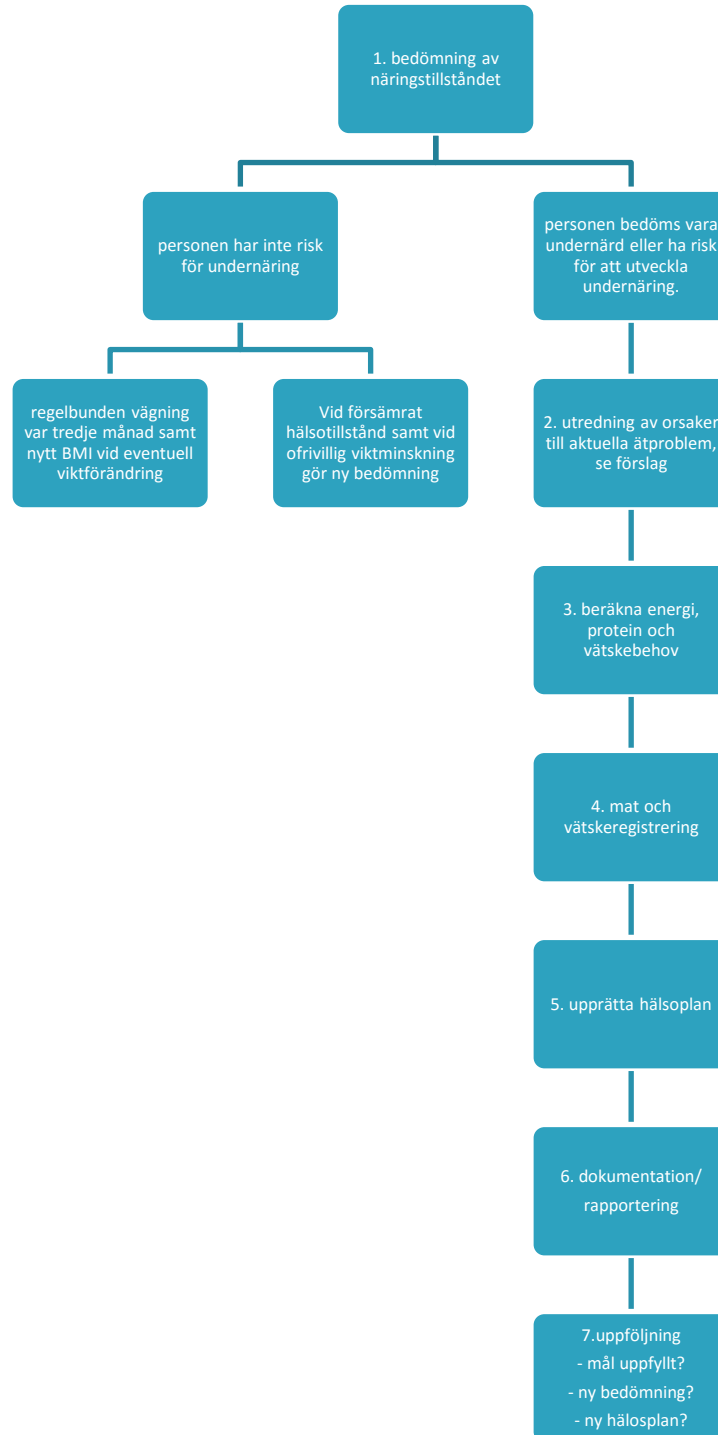 1. bedömning av
näringstillståndet
personen har inte risk
för undernäring
personen bedöms vara
undernärd eller ha risk
för att utveckla
undernäring.
regelbunden vägning
var tredje månad samt
nytt BMI vid eventuell
viktförändring
Vid försämrat
hälsotillstånd samt vid
ofrivillig viktminskning
gör ny bedömning
2. utredning av orsaker
till aktuella ätproblem,
se förslag
3. beräkna energi,
protein och
vätskebehov
4. mat och
vätskeregistrering
5. upprätta hälsoplan
6. dokumentation/
rapportering
7.uppföljning
- mål uppfyllt?
- ny bedömning?
- ny hälosplan?